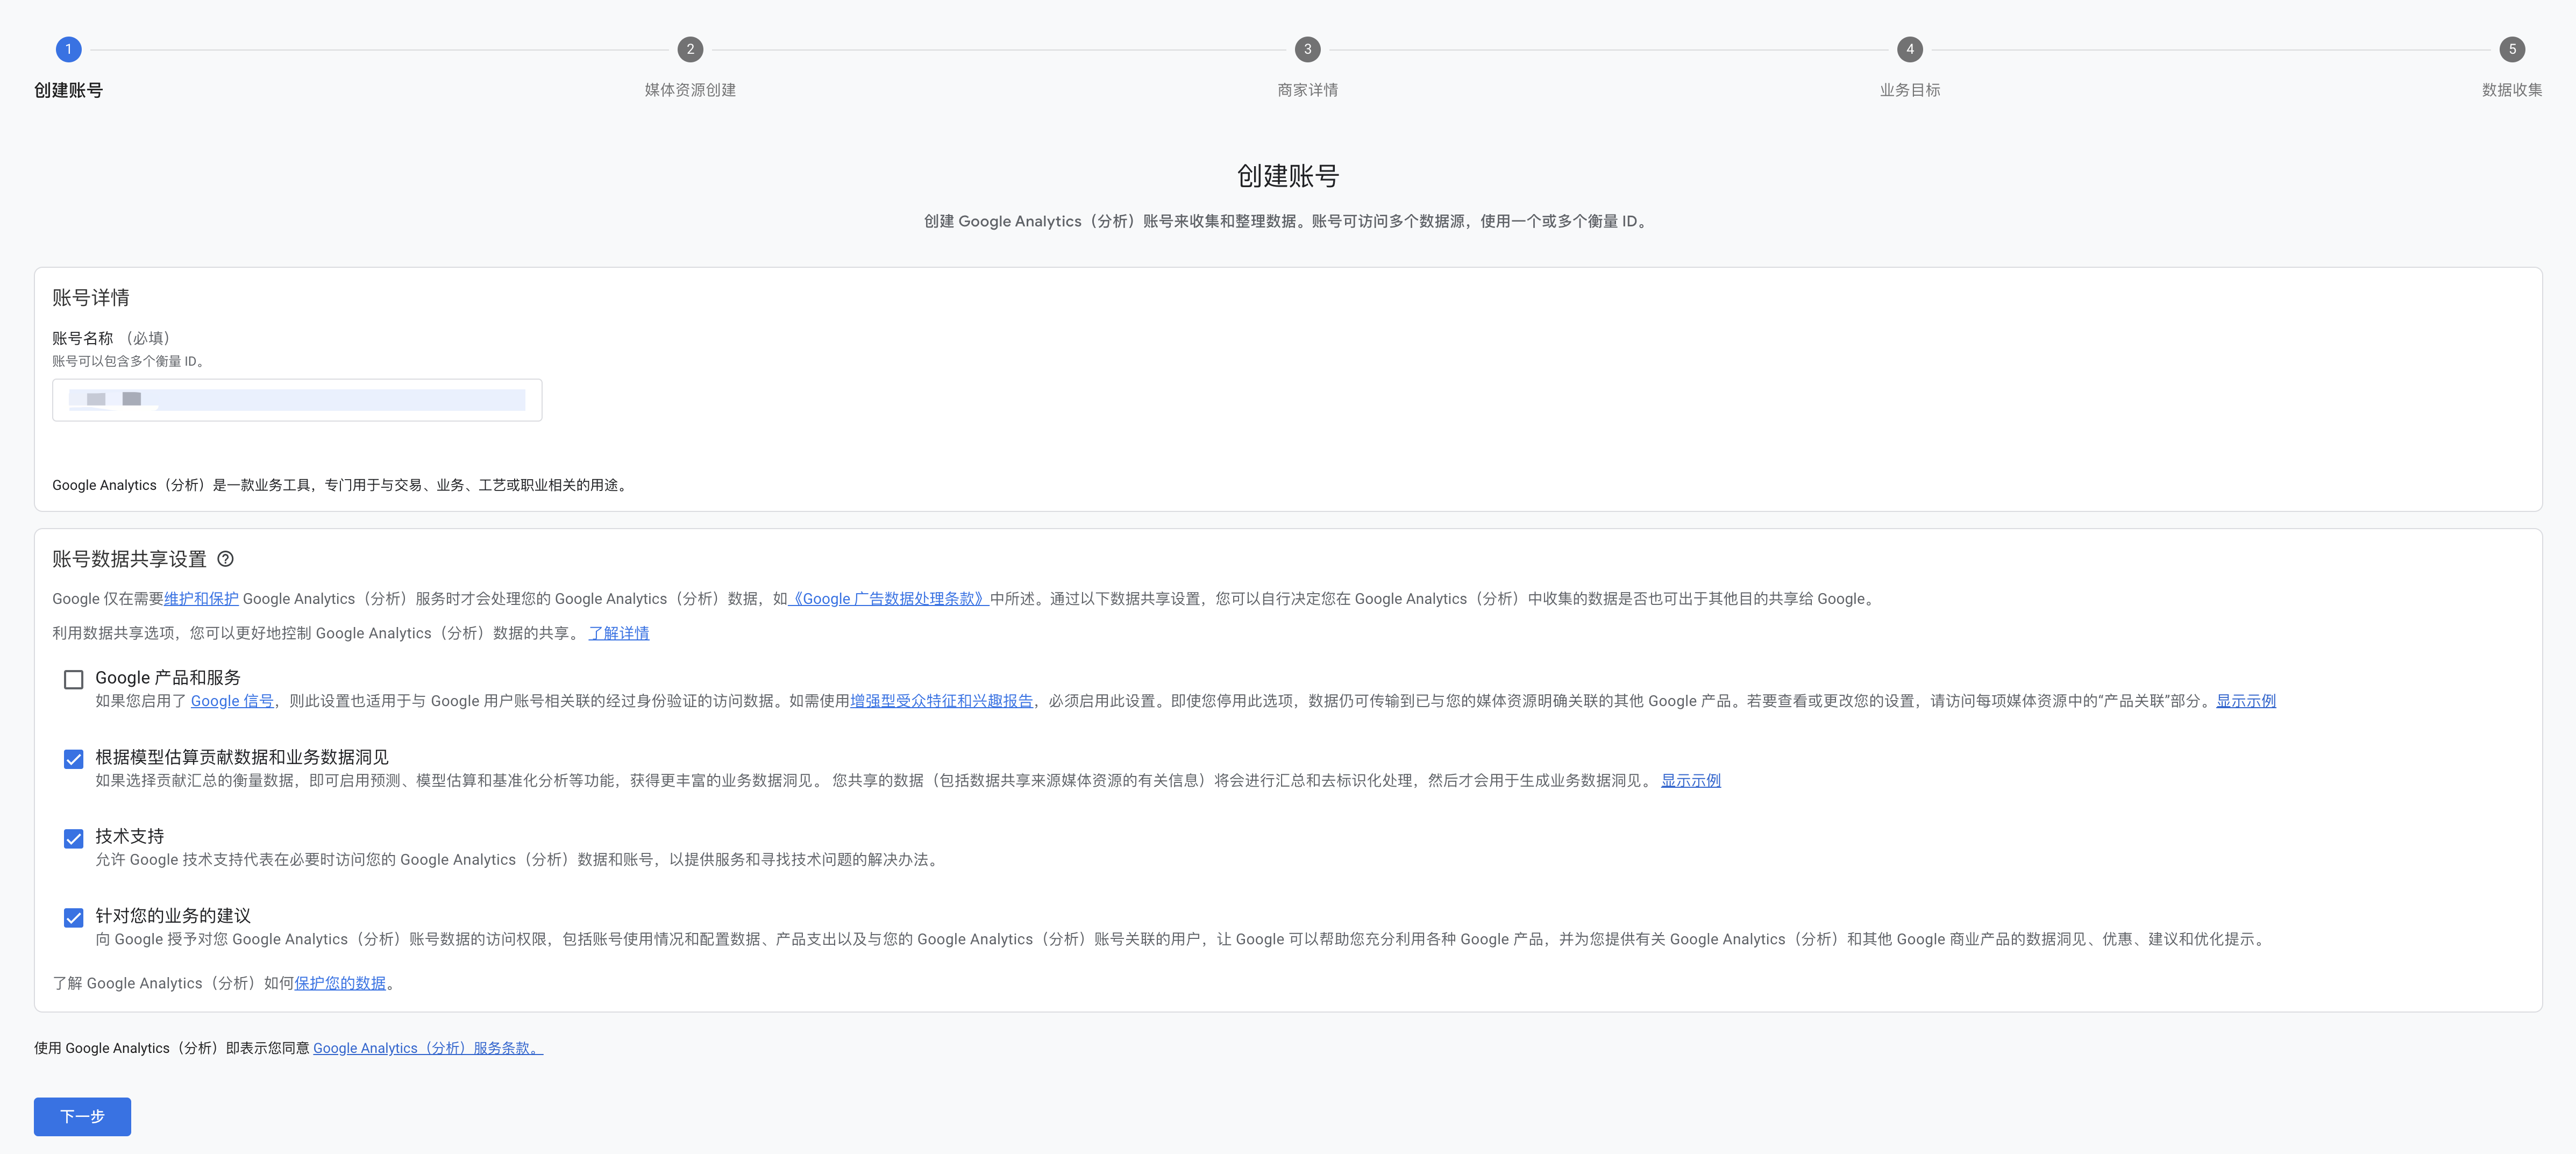 1
2
3
4
5
创建账号
媒体资源创建
商家详情
业务目标
数据收集
创建账号
创建 Google Analytics（分析）账号来收集和整理数据。账号可访问多个数据源，使用一个或多个衡量 ID。
账号详情
账号名称 （必填）
账号可以包含多个衡量 ID。
Google Analytics（分析）是一款业务工具，专门用于与交易、业务、工艺或职业相关的用途。
账号数据共享设置
Google 仅在需要维护和保护 Google Analytics（分析）服务时才会处理您的 Google Analytics（分析）数据，如《Google 广告数据处理条款》中所述。通过以下数据共享设置，您可以自行决定您在 Google Analytics（分析）中收集的数据是否也可出于其他目的共享给 Google。
利用数据共享选项，您可以更好地控制 Google Analytics（分析）数据的共享。 了解详情
Google 产品和服务
如果您启用了 Google 信号，则此设置也适用于与 Google 用户账号相关联的经过身份验证的访问数据。如需使用增强型受众特征和兴趣报告，必须启用此设置。即使您停用此选项，数据仍可传输到已与您的媒体资源明确关联的其他 Google 产品。若要查看或更改您的设置，请访问每项媒体资源中的“产品关联”部分。显示示例
根据模型估算贡献数据和业务数据洞见
如果选择贡献汇总的衡量数据，即可启用预测、模型估算和基准化分析等功能，获得更丰富的业务数据洞见。 您共享的数据（包括数据共享来源媒体资源的有关信息）将会进行汇总和去标识化处理，然后才会用于生成业务数据洞见。 显示示例
技术支持
允许 Google 技术支持代表在必要时访问您的 Google Analytics（分析）数据和账号，以提供服务和寻找技术问题的解决办法。
针对您的业务的建议
向 Google 授予对您 Google Analytics（分析）账号数据的访问权限，包括账号使用情况和配置数据、产品支出以及与您的 Google Analytics（分析）账号关联的用户，让 Google 可以帮助您充分利用各种 Google 产品，并为您提供有关 Google Analytics（分析）和其他 Google 商业产品的数据洞见、优惠、建议和优化提示。
了解 Google Analytics（分析）如何保护您的数据。
使用 Google Analytics（分析）即表示您同意 Google Analytics（分析）服务条款。
下一步